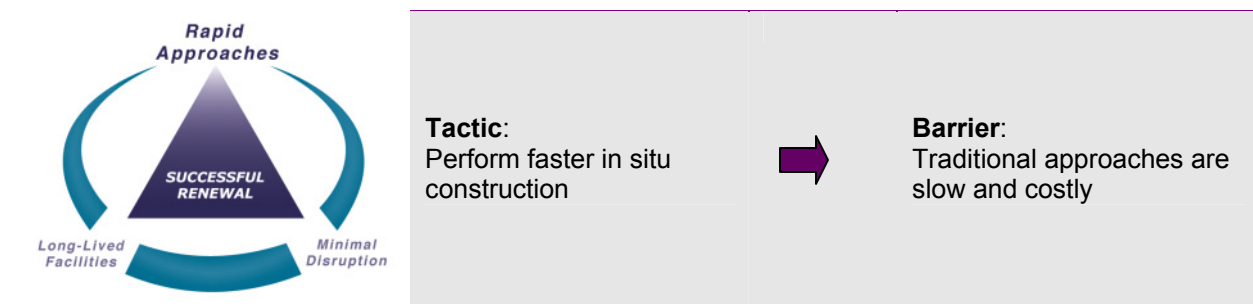 Rapid
Approaches
SUCCESSFUL
RENEWAL
Long-Lived
Facilities
Minimal
Disruption
Tactic:
Perform faster in situ
construction
Barrier:
Traditional approaches are
slow and costly